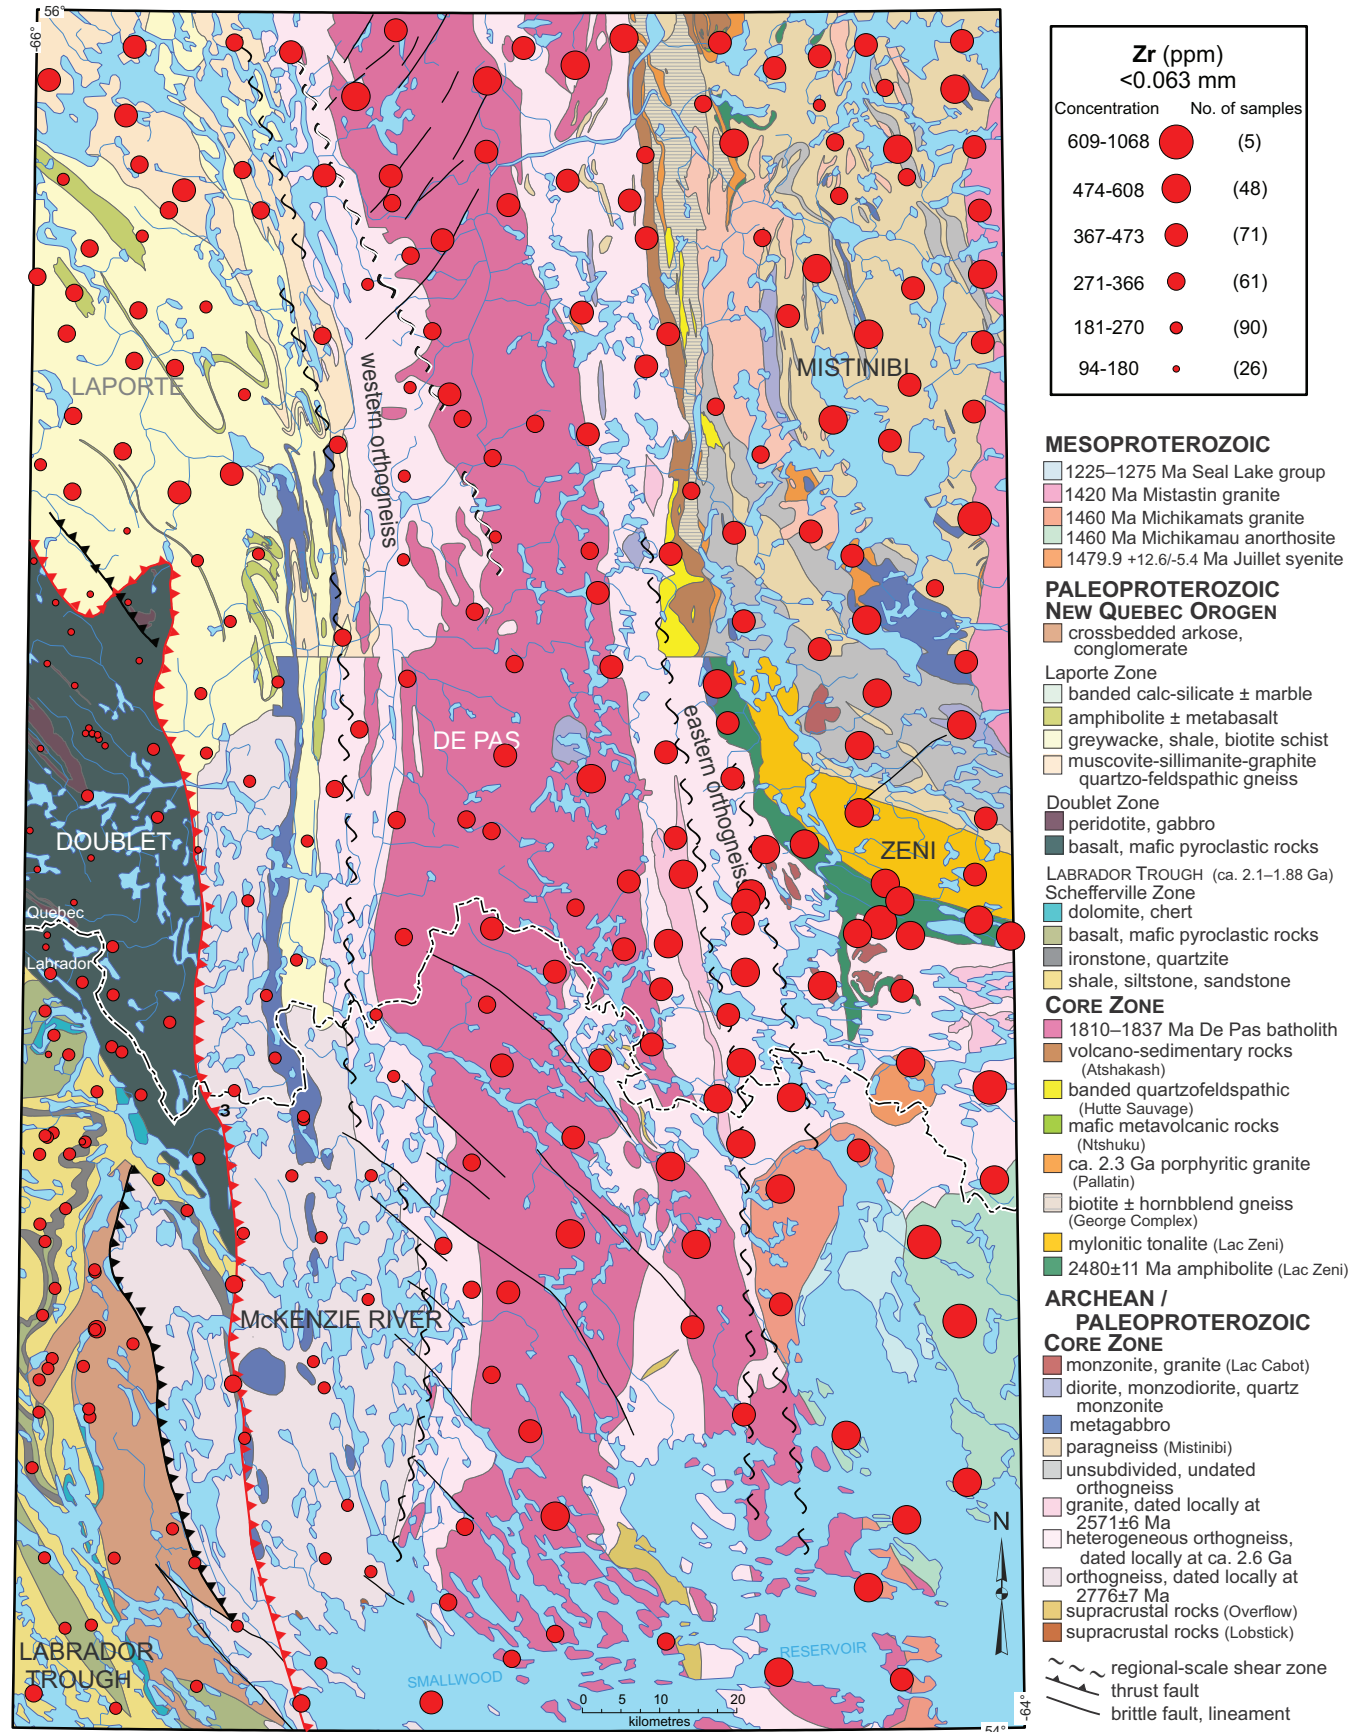 56°
-66°
LAPORTE
western orthogneiss
MISTINIBI
DE PAS
eastern orthogneiss
DOUBLET
ZENI
Quebec
Labrador
3
McKENZIE RIVER
N
LABRADOR
TROUGH
SMALLWOOD
RESERVOIR
0 5 10 20
kilometres
-64°
54°
Zr (ppm)
<0.063 mm
Concentration No. of samples
609-1068 (5)
474-608 (48)
367-473 (71)
271-366 (61)
181-270 (90)
94-180 (26)
MESOPROTEROZOIC
1225–1275 Ma Seal Lake group
1420 Ma Mistastin granite
1460 Ma Michikamats granite
1460 Ma Michikamau anorthosite
1479.9 +12.6/-5.4 Ma Juillet syenite
PALEOPROTEROZOIC
NEW QUEBEC OROGEN
crossbedded arkose,
conglomerate
Laporte Zone
banded calc-silicate ± marble
amphibolite ± metabasalt
greywacke, shale, biotite schist
muscovite-sillimanite-graphite
quartzo-feldspathic gneiss
Doublet Zone
peridotite, gabbro
basalt, mafic pyroclastic rocks
LABRADOR TROUGH (ca. 2.1–1.88 Ga)
Schefferville Zone
dolomite, chert
basalt, mafic pyroclastic rocks
ironstone, quartzite
shale, siltstone, sandstone
CORE ZONE
1810–1837 Ma De Pas batholith
volcano-sedimentary rocks
(Atshakash)
banded quartzofeldspathic
(Hutte Sauvage)
mafic metavolcanic rocks
(Ntshuku)
ca. 2.3 Ga porphyritic granite
(Pallatin)
biotite ± hornbblend gneiss
(George Complex)
mylonitic tonalite (Lac Zeni)
2480±11 Ma amphibolite (Lac Zeni)
ARCHEAN /
PALEOPROTEROZOIC
CORE ZONE
monzonite, granite (Lac Cabot)
diorite, monzodiorite, quartz
monzonite
metagabbro
paragneiss (Mistinibi)
unsubdivided, undated
orthogneiss
granite, dated locally at
2571±6 Ma
heterogeneous orthogneiss,
dated locally at ca. 2.6 Ga
orthogneiss, dated locally at
2776±7 Ma
supracrustal rocks (Overflow)
supracrustal rocks (Lobstick)
regional-scale shear zone
thrust fault
brittle fault, lineament